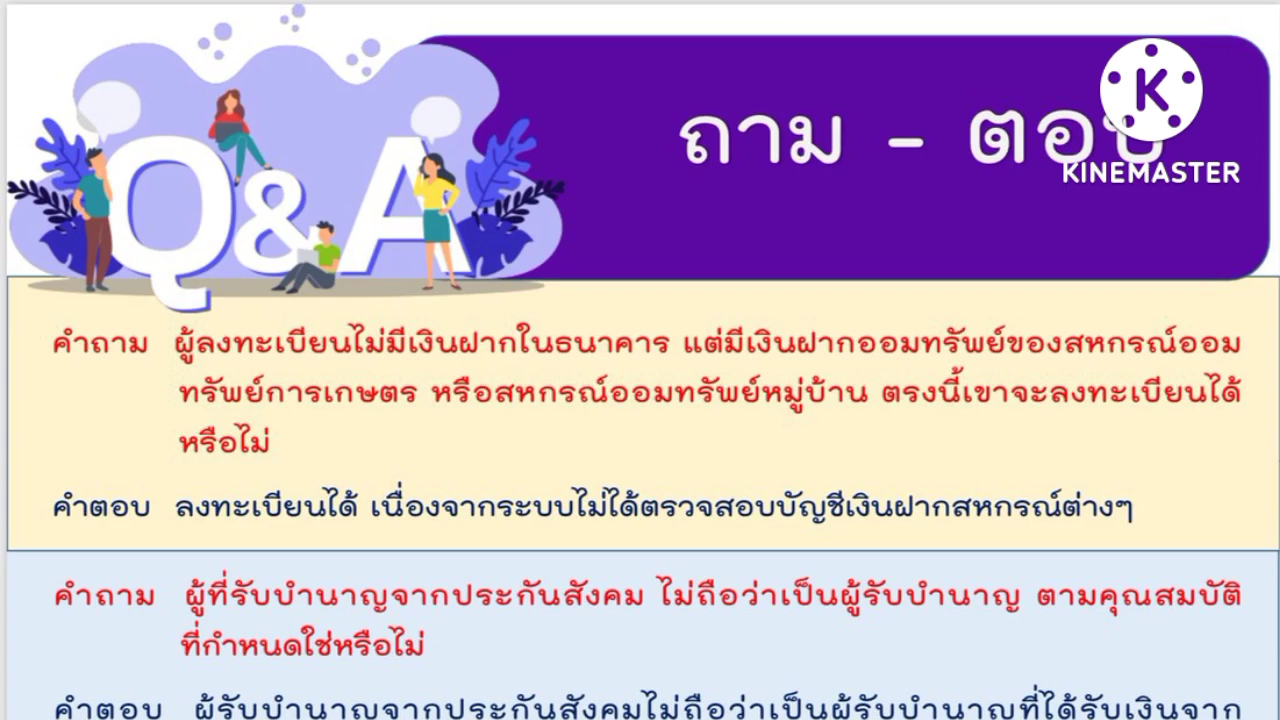 Q&A
ถาม - ตอบ
K
KINEMASTER
คำถาม ผู้ลงทะเบียนไม่มีเงินฝากในธนาคาร แต่มีเงินฝากออมทรัพย์ของสหกรณ์ออม
ทรัพย์การเกษตร หรือสหกรณ์ออมทรัพย์หมู่บ้าน ตรงนี้เขาจะลงทะเบียนได้
หรือไม่
คำตอบ ลงทะเบียนได้ เนื่องจากระบบไม่ได้ตรวจสอบบัญชีเงินฝากสหกรณ์ต่างๆ
คำถาม ผู้ที่รับบำนาญจากประกันสังคม ไม่ถือว่าเป็นผู้รับบำนาญ ตามคุณสมบัติ
ที่กำหนดใช่หรือไม่
คำตอบ ผู้รับบำนาญจากประกันสังคมไม่ถือว่าเป็นผู้รับบำนาญที่ได้รับเงินจาก